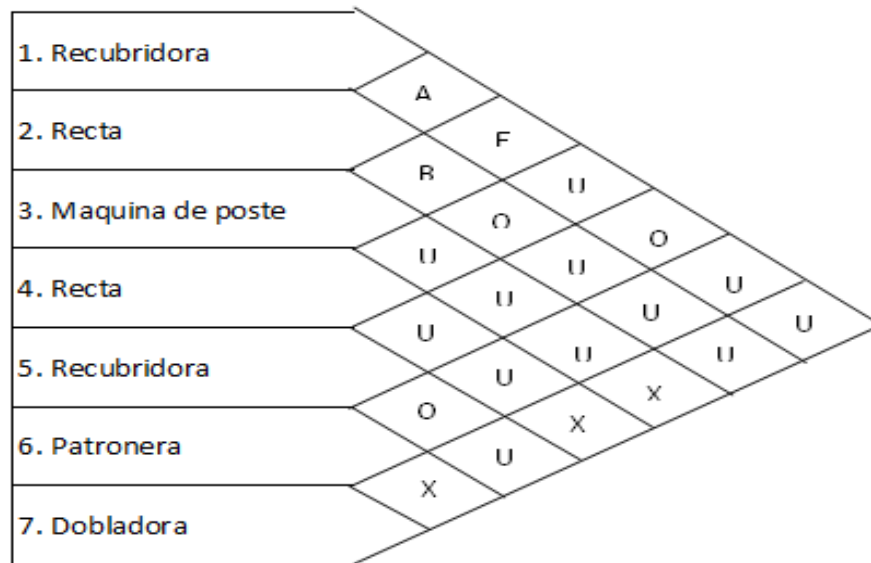 1. Recubridora
A
2. Recta
E
B
U
3. Maquina de poste
O
O
U
U
U
4. Recta
U
U
U
U
U
U
5. Recubridora
U
X
O
X
6. Patronera
U
X
7. Dobladora